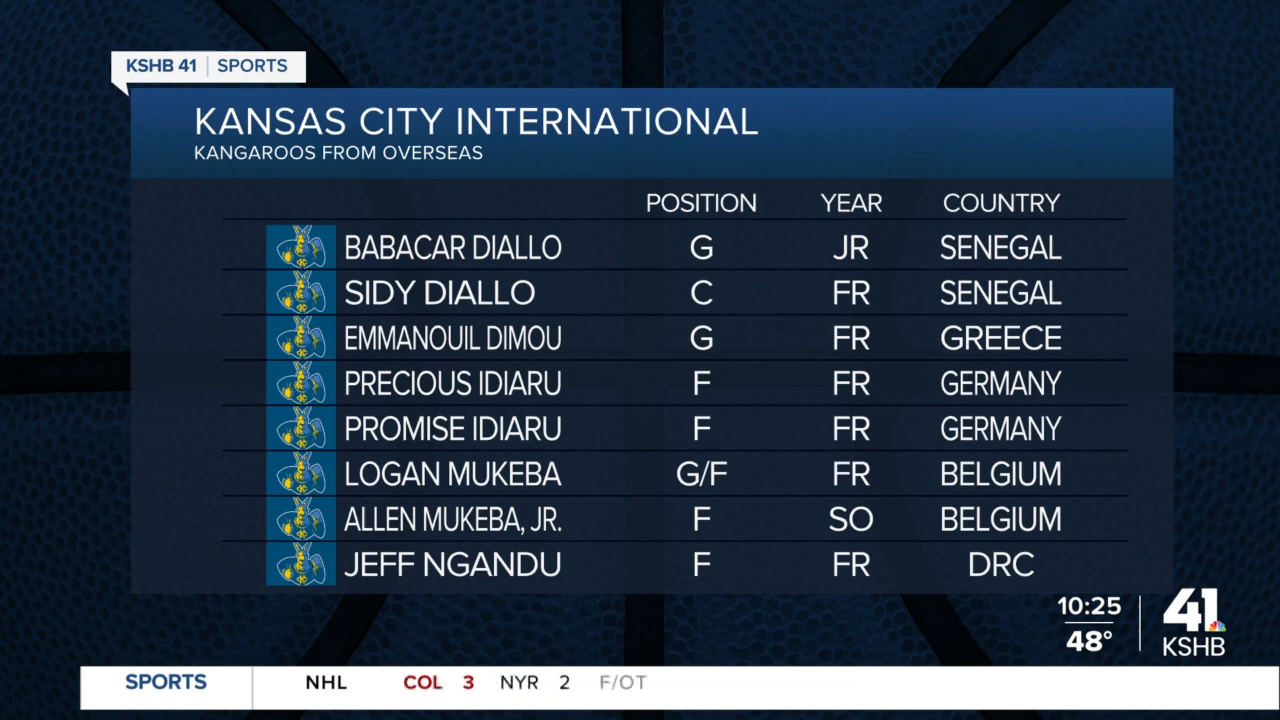 KSHB 41 | SPORTS
KANSAS CITY INTERNATIONAL
KANGAROOS FROM OVERSEAS
POSITION YEAR COUNTRY
BABACAR DIALLO G JR SENEGAL
SIDY DIALLO C FR SENEGAL
EMMANOUIL DIMOU G FR GREECE
PRECIOUS IDIARU F FR GERMANY
PROMISE IDIARU F FR GERMANY
LOGAN MUKEBA G/F FR BELGIUM
ALLEN MUKEBA, JR. F SO BELGIUM
JEFF NGANDU F FR DRC
10:25
48°
41
KSHB
SPORTS NHL COL 3 NYR 2 F/OT